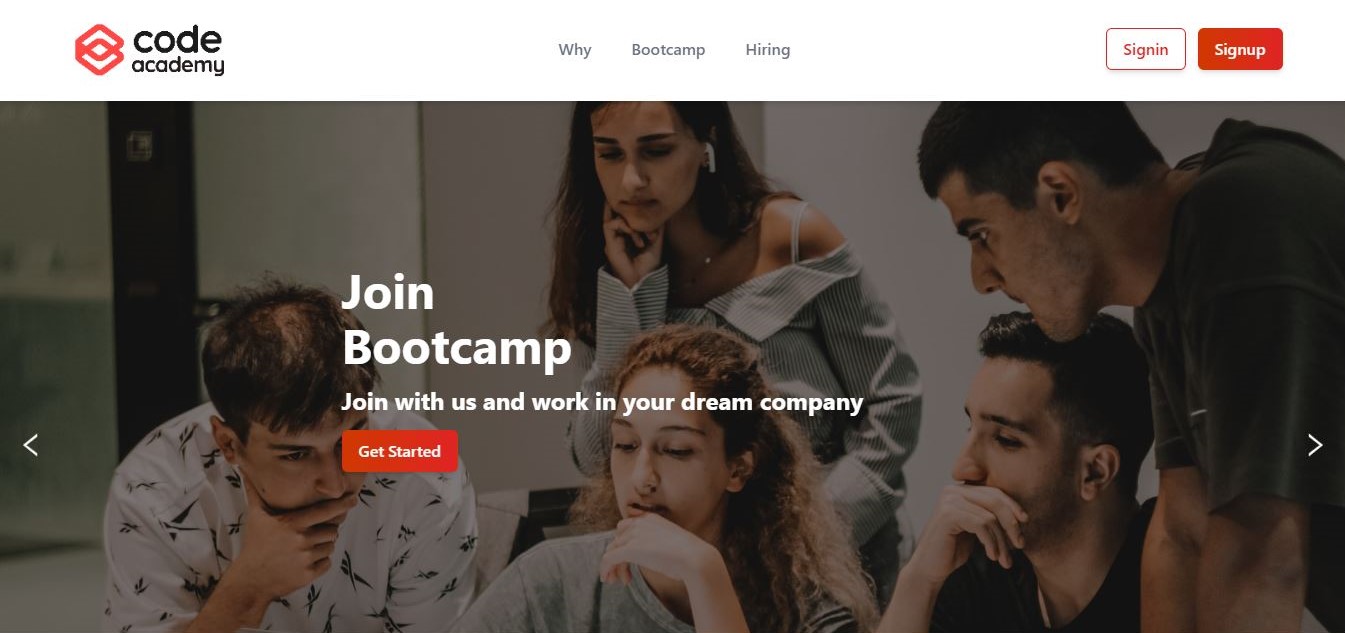 code
academy
Why
Bootcamp
Hiring
Signin
Signup
Join
Bootcamp
Join with us and work in your dream company
Get Started